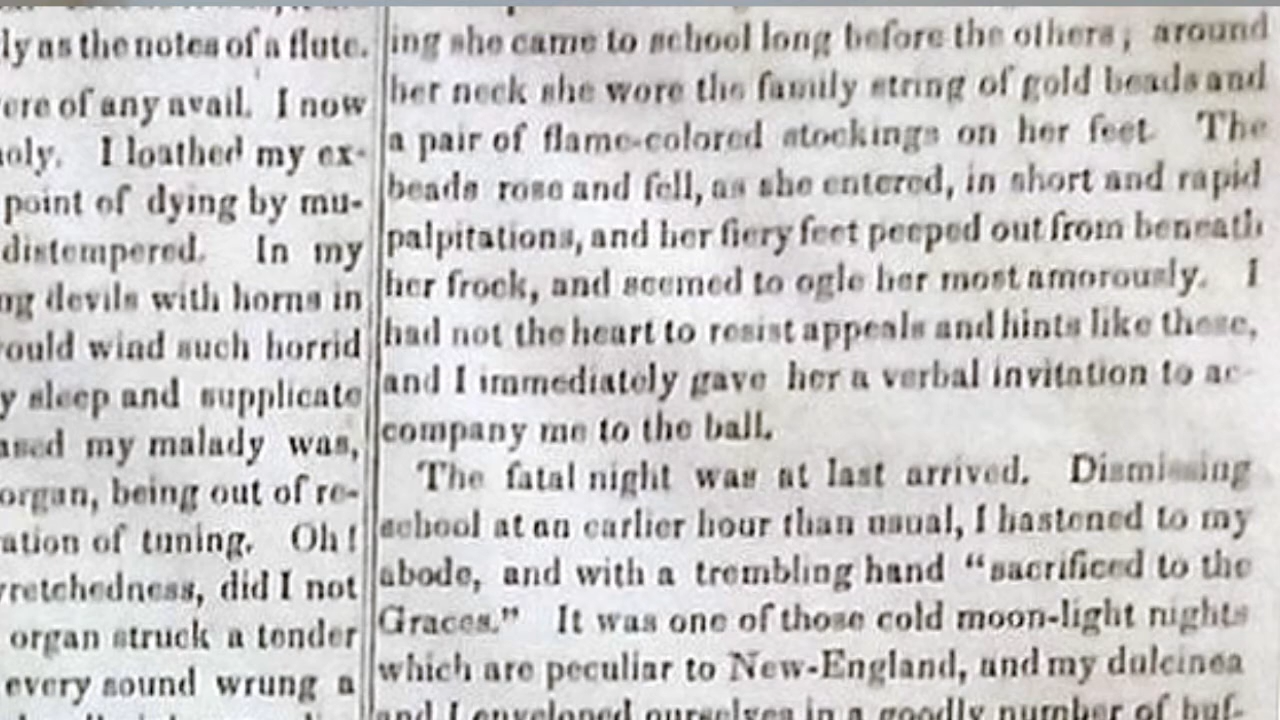 ly as the notes of a flute.
ere of any avail. I now
oly. I loathed my ex-
point of dying by mu-
distempered. In my
ng devils with horns in
ould wind such horrid
y sleep and supplicate
ased my malady was,
organ, being out of re-
ation of tuning. Oh!
retchedness, did I not
organ struck a tender
every sound wrung a
ing she came to school long before the others; around
her neck she wore the family string of gold beads and
a pair of flame-colored stockings on her feet. The
beads rose and fell, as she entered, in short and rapid
palpitations, and her fiery feet peeped out from beneath
her frock, and seemed to ogle her most amorously. I
had not the heart to resist appeals and hints like these,
and I immediately gave her a verbal invitation to ac-
company me to the ball.
The fatal night was at last arrived. Dismissing
school at an earlier hour than usual, I hastened to my
abode, and with a trembling hand "sacrificed to the
Graces." It was one of those cold moon-light nights
which are peculiar to New-England, and my dulcinea
and I enveloped ourselves in a goodly number of buf-